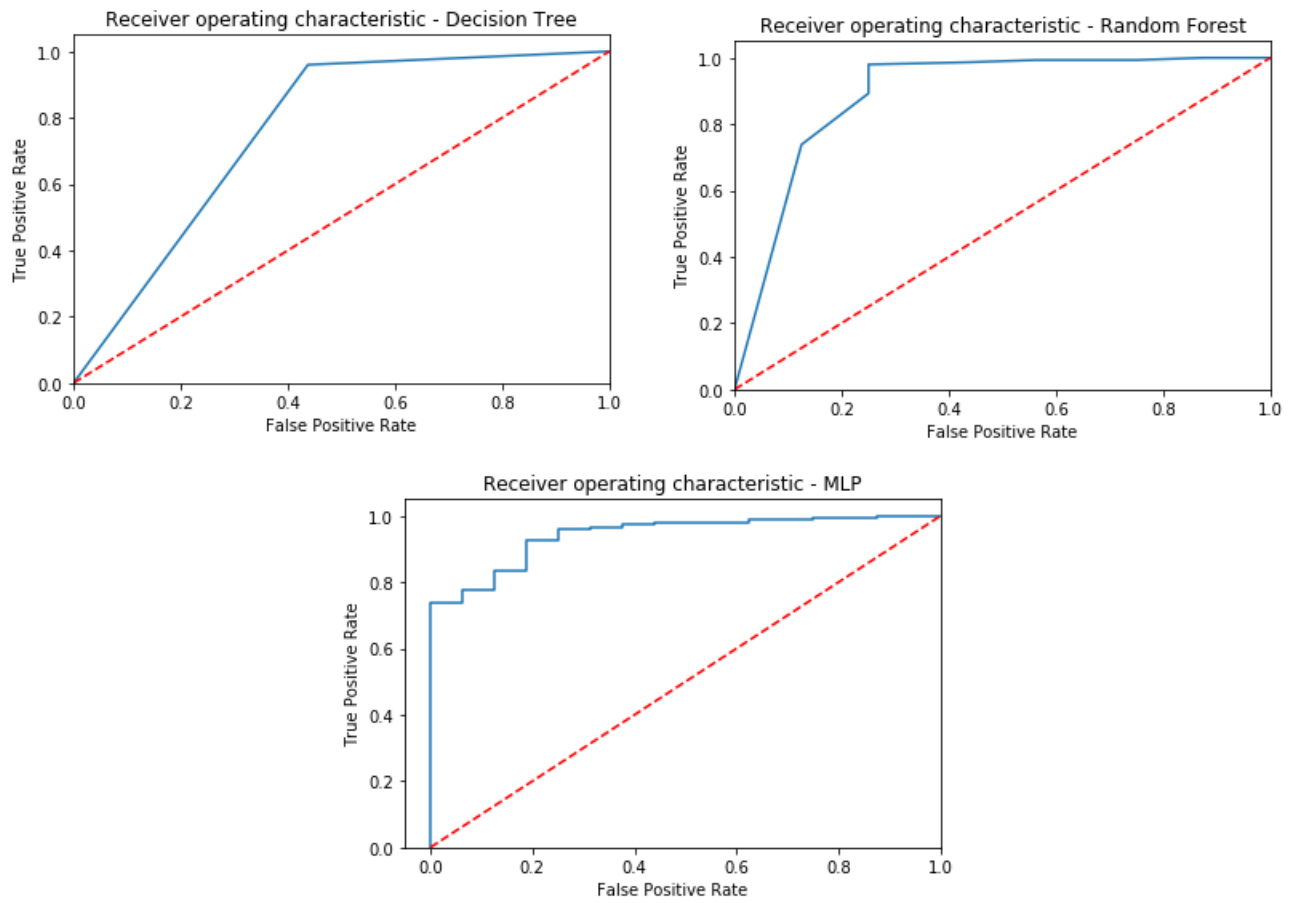 Receiver operating characteristic - Decision Tree
1.0
0.8
0.6
0.4
0.2
0.0
True Positive Rate
0.0 0.2 0.4 0.6 0.8 1.0
False Positive Rate
Receiver operating characteristic - Random Forest
1.0
0.8
0.6
0.4
0.2
0.0
True Positive Rate
0.0 0.2 0.4 0.6 0.8 1.0
False Positive Rate
Receiver operating characteristic - MLP
1.0
0.8
0.6
0.4
0.2
0.0
True Positive Rate
0.0 0.2 0.4 0.6 0.8 1.0
False Positive Rate